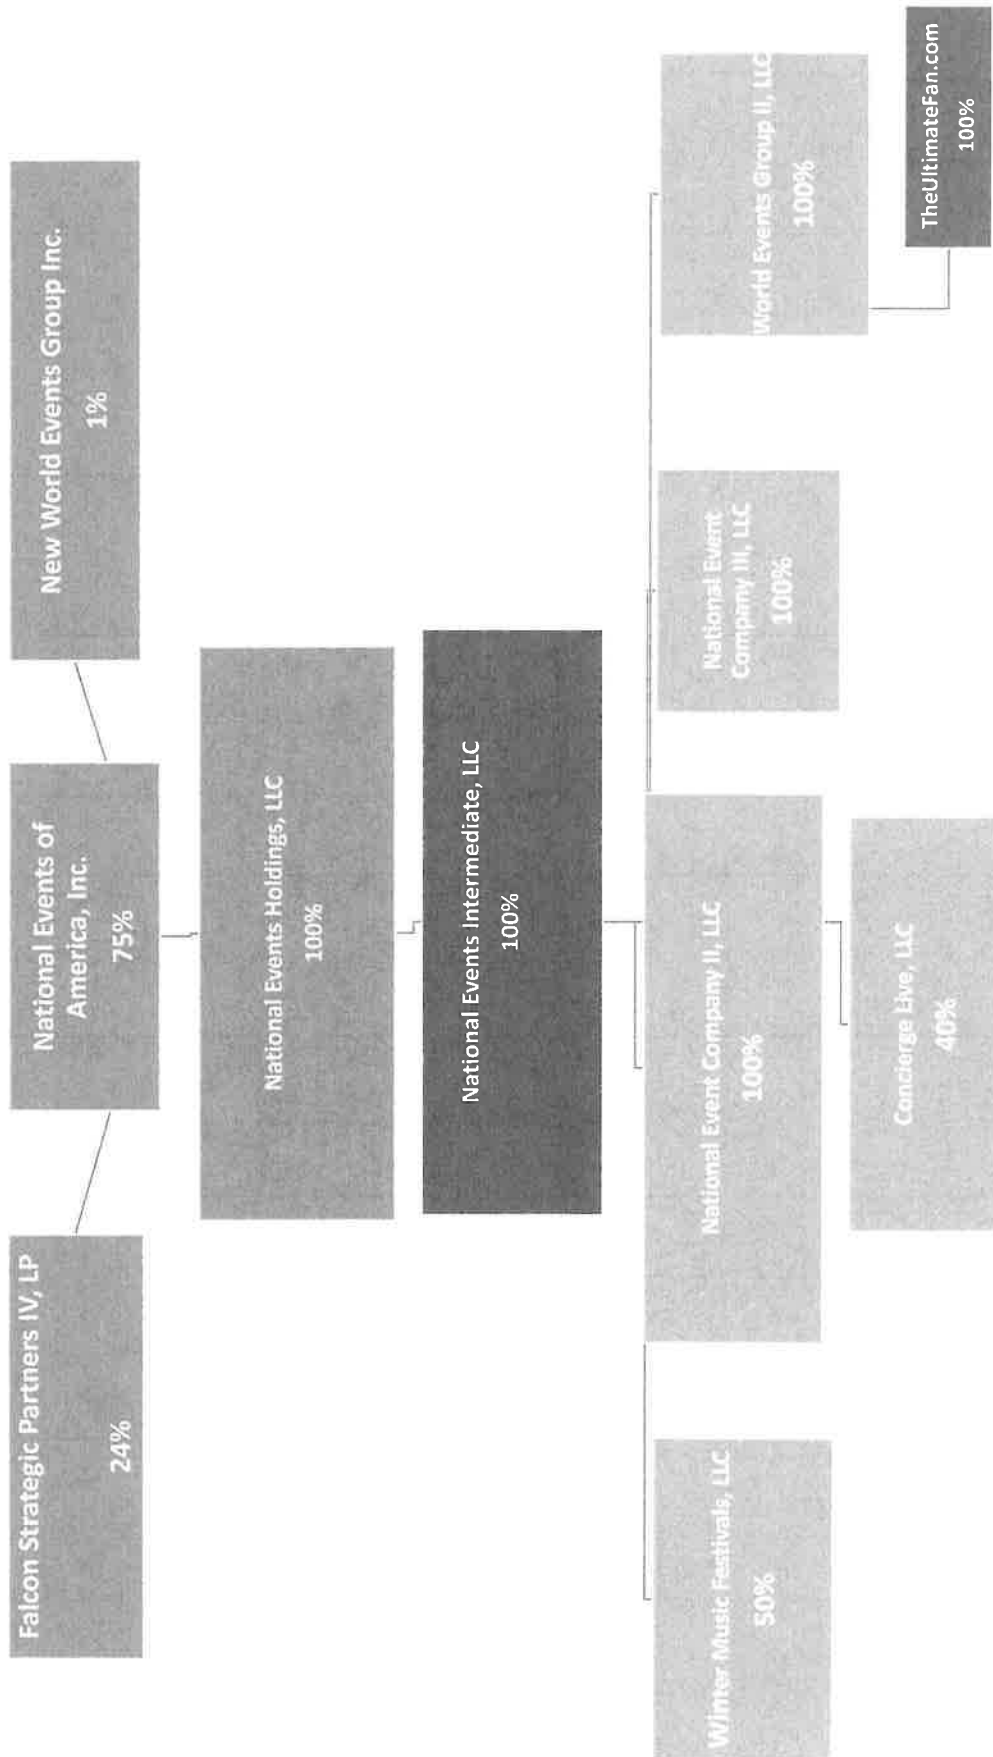 Falcon Strategic Partners IV, LP
24%
National Events of
America, Inc.
75%
New World Events Group Inc.
1%
National Events Holdings, LLC
100%
National Events Intermediate, LLC
100%
Winter Music Festivals, LLC
50%
National Event Company II, LLC
100%
National Event
Company III, LLC
100%
World Events Group II, LLC
100%
Concierge Live, LLC
40%
TheUltimateFan.com
100%